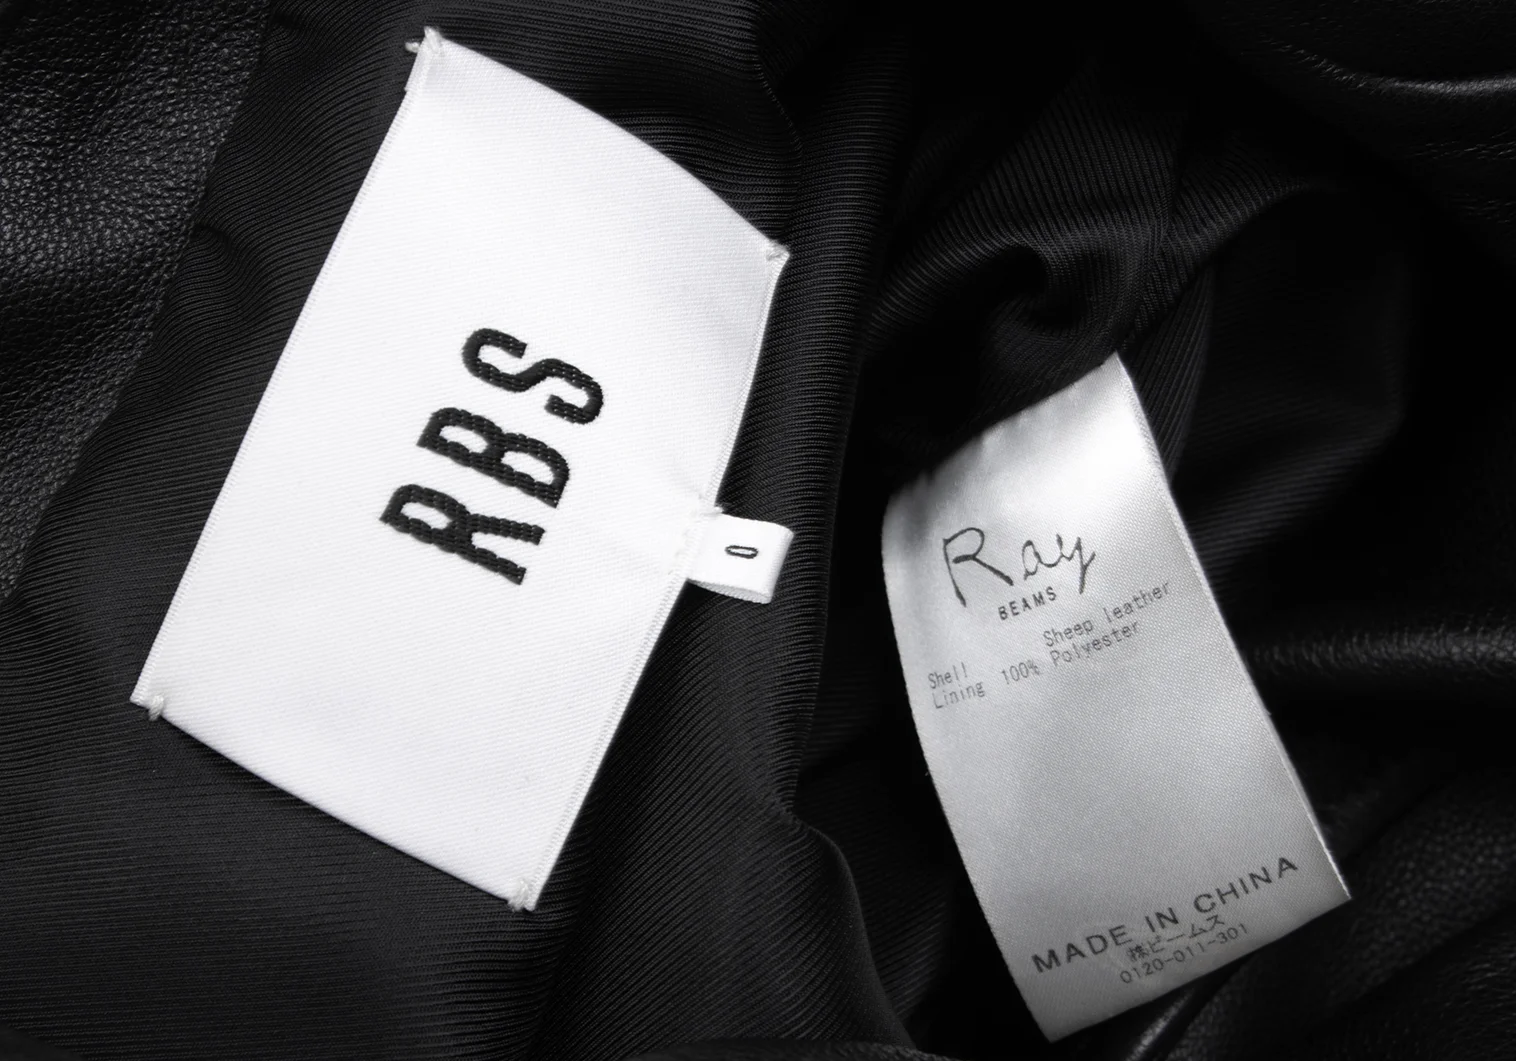 RBS
0
Ray
BEAMS
Shell Sheep leather
Lining 100% Polyester
MADE IN CHINA
㈱ビームス
0120-011-301